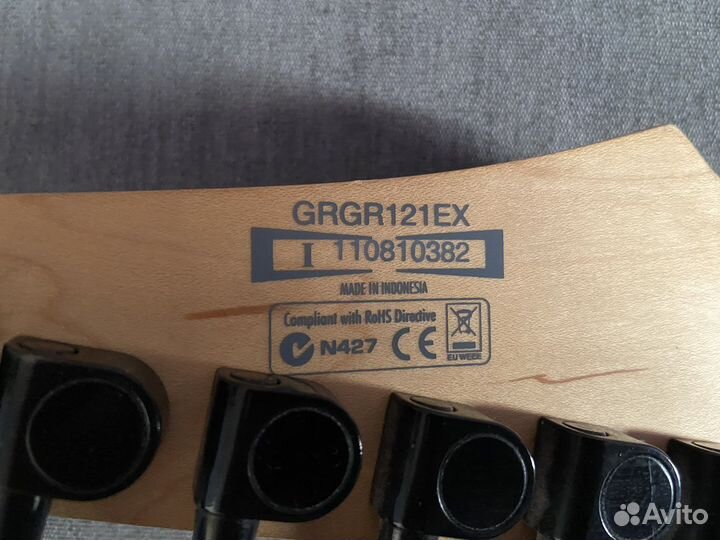 GRGR121EX
I 110810382
MADE IN INDONESIA
Compliant with RoHS Directive
N427 CE
EU WEEE
Avito